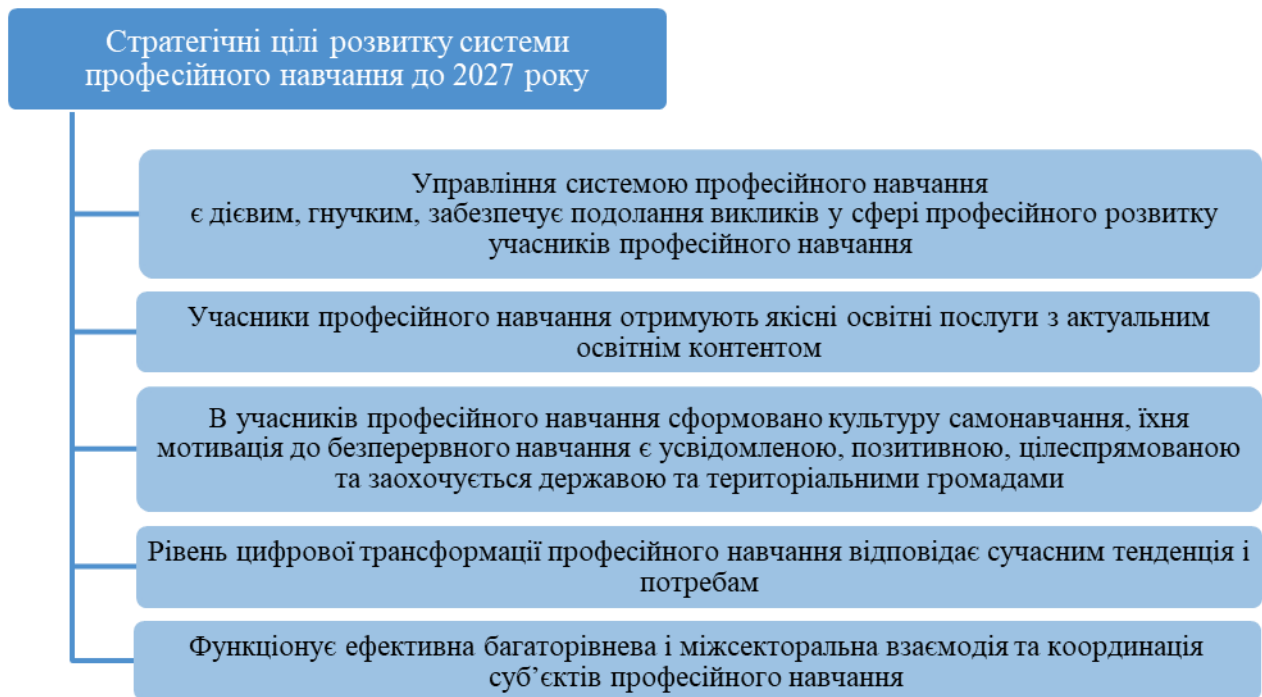 Стратегічні цілі розвитку системи
професійного навчання до 2027 року
Управління системою професійного навчання
є дієвим, гнучким, забезпечує подолання викликів у сфері професійного розвитку
учасників професійного навчання
Учасники професійного навчання отримують якісні освітні послуги з актуальним
освітнім контентом
В учасників професійного навчання сформовано культуру самонавчання, їхня
мотивація до безперервного навчання є усвідомленою, позитивною, цілеспрямованою
та заохочується державою та територіальними громадами
Рівень цифрової трансформації професійного навчання відповідає сучасним тенденція і
потребам
Функціонує ефективна багаторівнева і міжсекторальна взаємодія та координація
суб’єктів професійного навчання